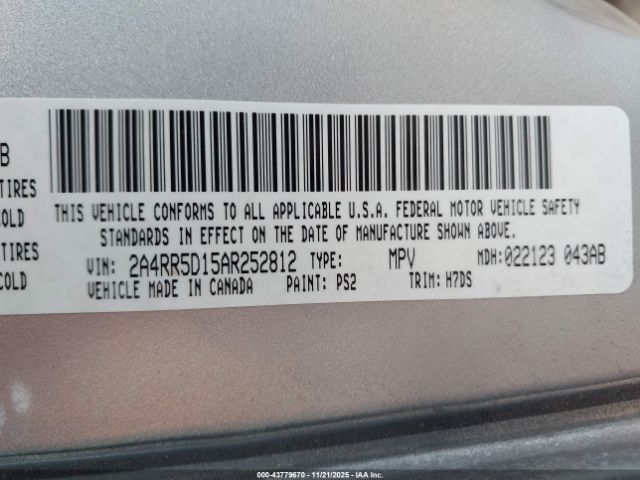 B
TIRES
COLD
COLD
THIS VEHICLE CONFORMS TO ALL APPLICABLE U.S.A. FEDERAL MOTOR VEHICLE SAFETY
STANDARDS IN EFFECT ON THE DATE OF MANUFACTURE SHOWN ABOVE.
VIN: 2A4RR5D15AR252812 TYPE: MPV MDH:022123 043AB
VEHICLE MADE IN CANADA PAINT: PS2 TRIM: H7DS
000-43779670 - 11/21/2025 - IAA Inc.